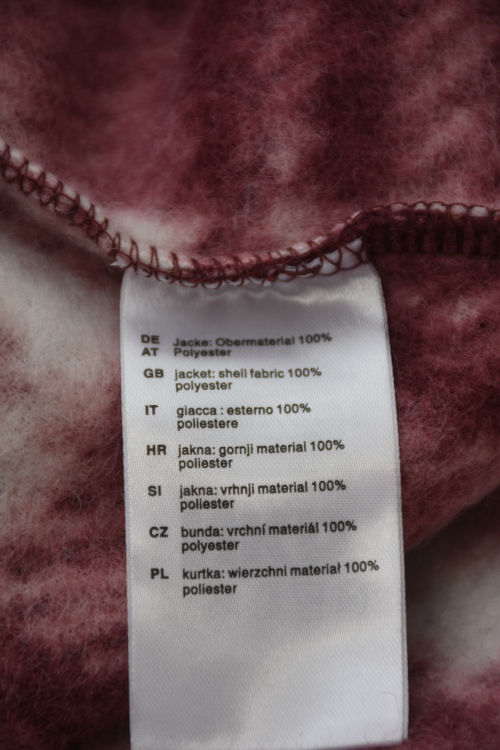 DE Jacke: Obermaterial 100%
AT Polyester
GB jacket: shell fabric 100%
polyester
IT giacca : esterno 100%
poliestere
HR jakna: gornji material 100%
poliester
SI jakna: vrhnji material 100%
poliester
CZ bunda: vrchní materiál 100%
polyester
PL kurtka: wierzchni materiał 100%
poliester